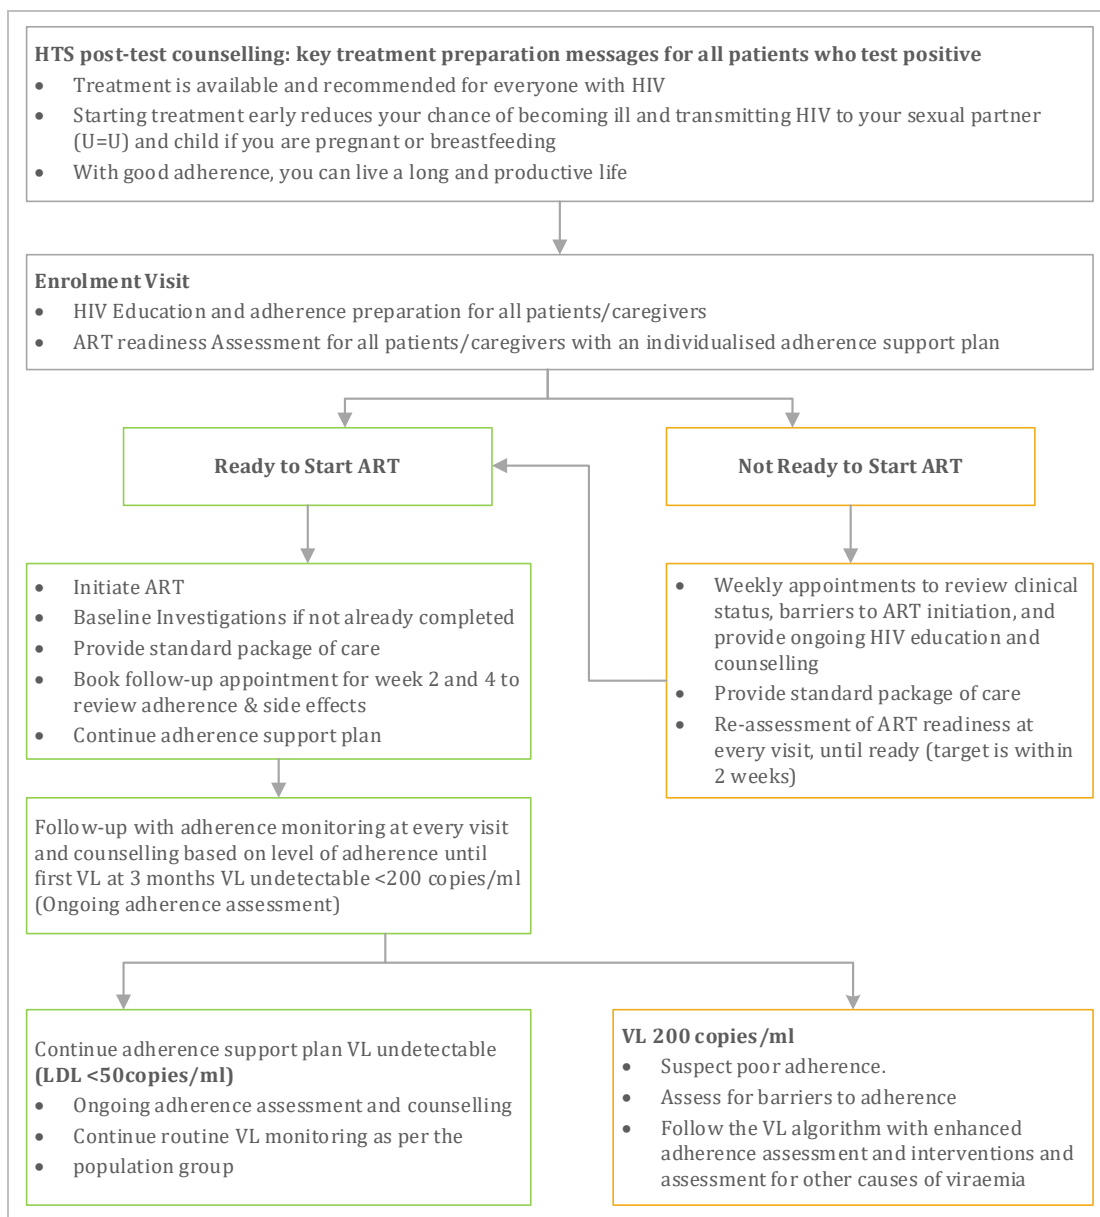 HTS post-test counselling: key treatment preparation messages for all patients who test positive
• Treatment is available and recommended for everyone with HIV
• Starting treatment early reduces your chance of becoming ill and transmitting HIV to your sexual partner
(U=U) and child if you are pregnant or breastfeeding
• With good adherence, you can live a long and productive life
Enrolment Visit
• HIV Education and adherence preparation for all patients/caregivers
• ART readiness Assessment for all patients/caregivers with an individualised adherence support plan
Ready to Start ART
Not Ready to Start ART
• Initiate ART
• Baseline Investigations if not already completed
• Provide standard package of care
• Book follow-up appointment for week 2 and 4 to
review adherence & side effects
• Continue adherence support plan
• Weekly appointments to review clinical
status, barriers to ART initiation, and
provide ongoing HIV education and
counselling
• Provide standard package of care
• Re-assessment of ART readiness at
every visit, until ready (target is within
2 weeks)
Follow-up with adherence monitoring at every visit
and counselling based on level of adherence until
first VL at 3 months VL undetectable <200 copies/ml
(Ongoing adherence assessment)
Continue adherence support plan VL undetectable
(LDL <50copies/ml)
• Ongoing adherence assessment and counselling
• Continue routine VL monitoring as per the
• population group
VL 200 copies/ml
• Suspect poor adherence.
• Assess for barriers to adherence
• Follow the VL algorithm with enhanced
adherence assessment and interventions and
assessment for other causes of viraemia